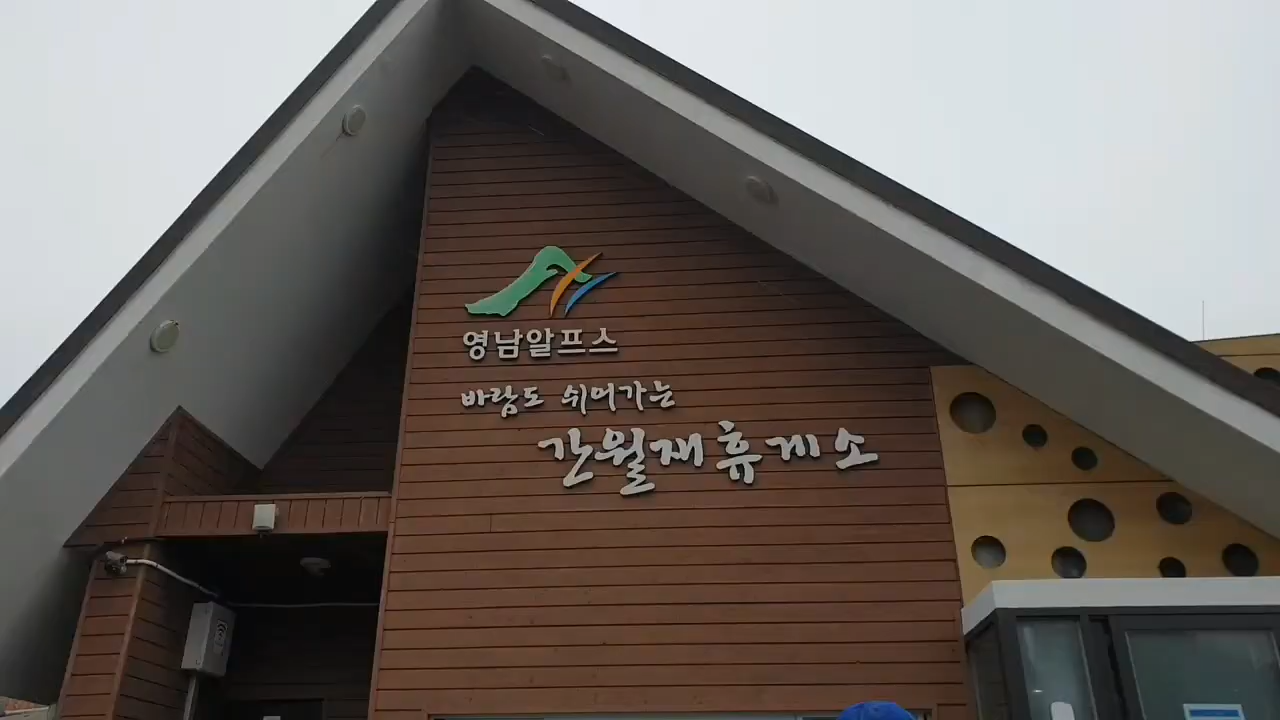 영남알프스
바람도 쉬어가는
간월재휴게소